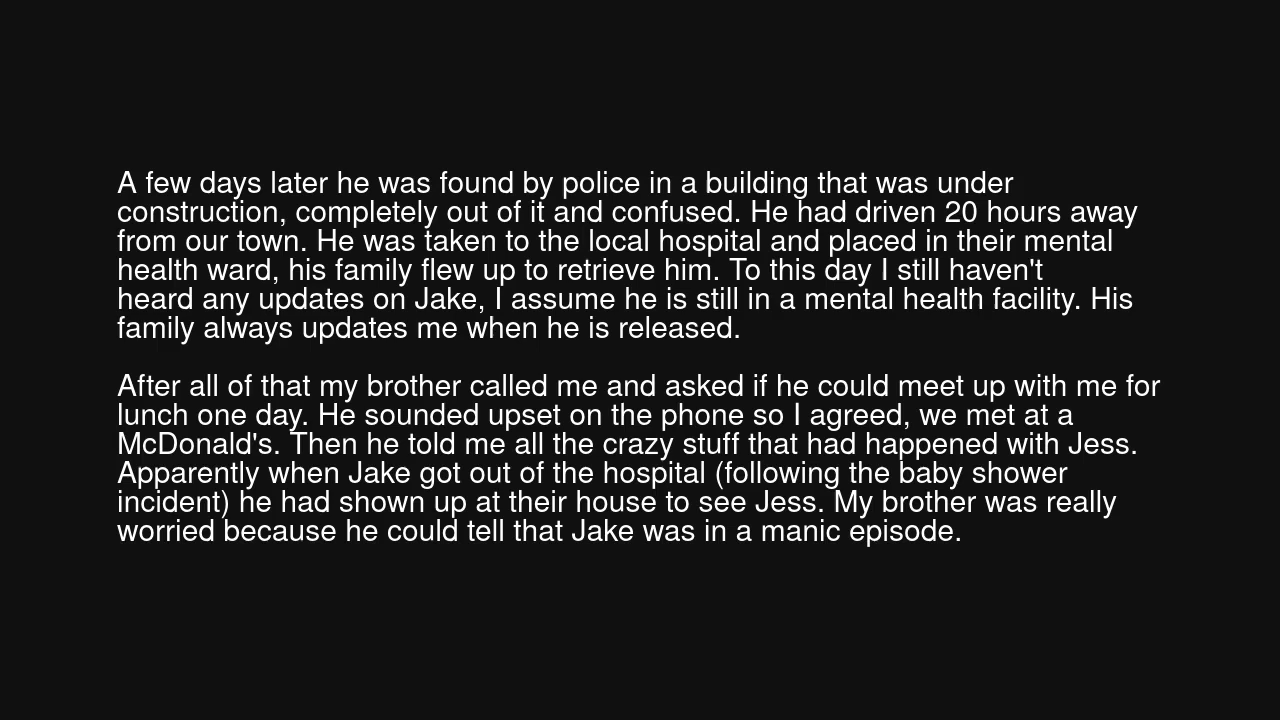 A few days later he was found by police in a building that was under
construction, completely out of it and confused. He had driven 20 hours away
from our town. He was taken to the local hospital and placed in their mental
health ward, his family flew up to retrieve him. To this day I still haven't
heard any updates on Jake, I assume he is still in a mental health facility. His
family always updates me when he is released.
After all of that my brother called me and asked if he could meet up with me for
lunch one day. He sounded upset on the phone so I agreed, we met at a
McDonald's. Then he told me all the crazy stuff that had happened with Jess.
Apparently when Jake got out of the hospital (following the baby shower
incident) he had shown up at their house to see Jess. My brother was really
worried because he could tell that Jake was in a manic episode.